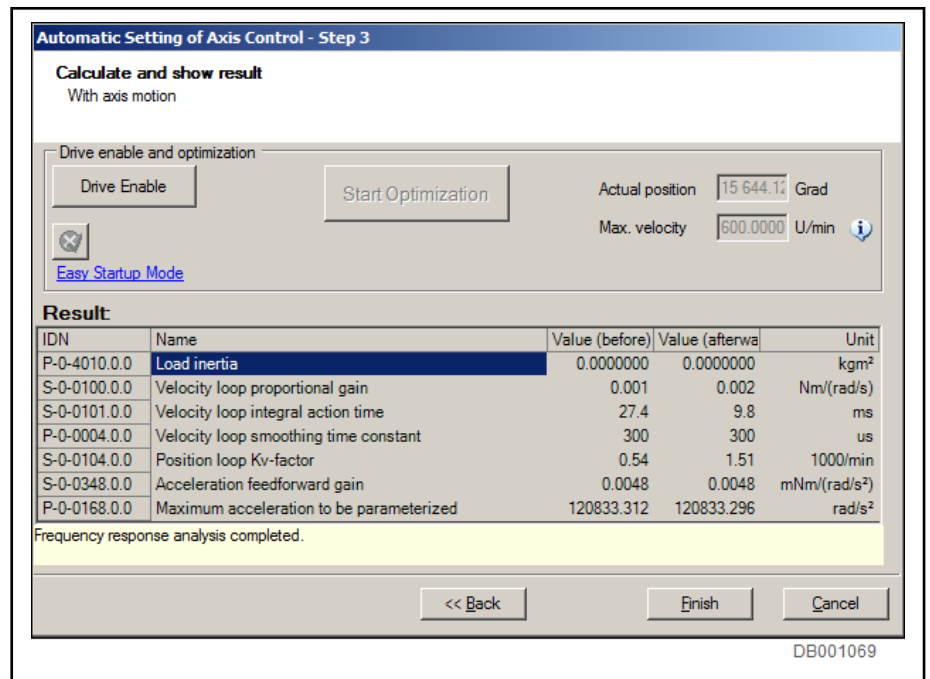 Automatic Setting of Axis Control - Step 3
Calculate and show result
With axis motion
Drive enable and optimization
Drive Enable
Start Optimization
Actual position 15 644.12 Grad
Max. velocity 600.0000 U/min
Easy Startup Mode
Result:
IDN Name Value (before) Value (afterwa Unit
P-0-4010.0.0 Load inertia 0.0000000 0.0000000 kgm²
S-0-0100.0.0 Velocity loop proportional gain 0.001 0.002 Nm/(rad/s)
S-0-0101.0.0 Velocity loop integral action time 27.4 9.8 ms
P-0-0004.0.0 Velocity loop smoothing time constant 300 300 us
S-0-0104.0.0 Position loop Kv-factor 0.54 1.51 1000/min
S-0-0348.0.0 Acceleration feedforward gain 0.0048 0.0048 mNm/(rad/s²)
P-0-0168.0.0 Maximum acceleration to be parameterized 120833.312 120833.296 rad/s²
Frequency response analysis completed.
<< Back Finish Cancel
DB001069